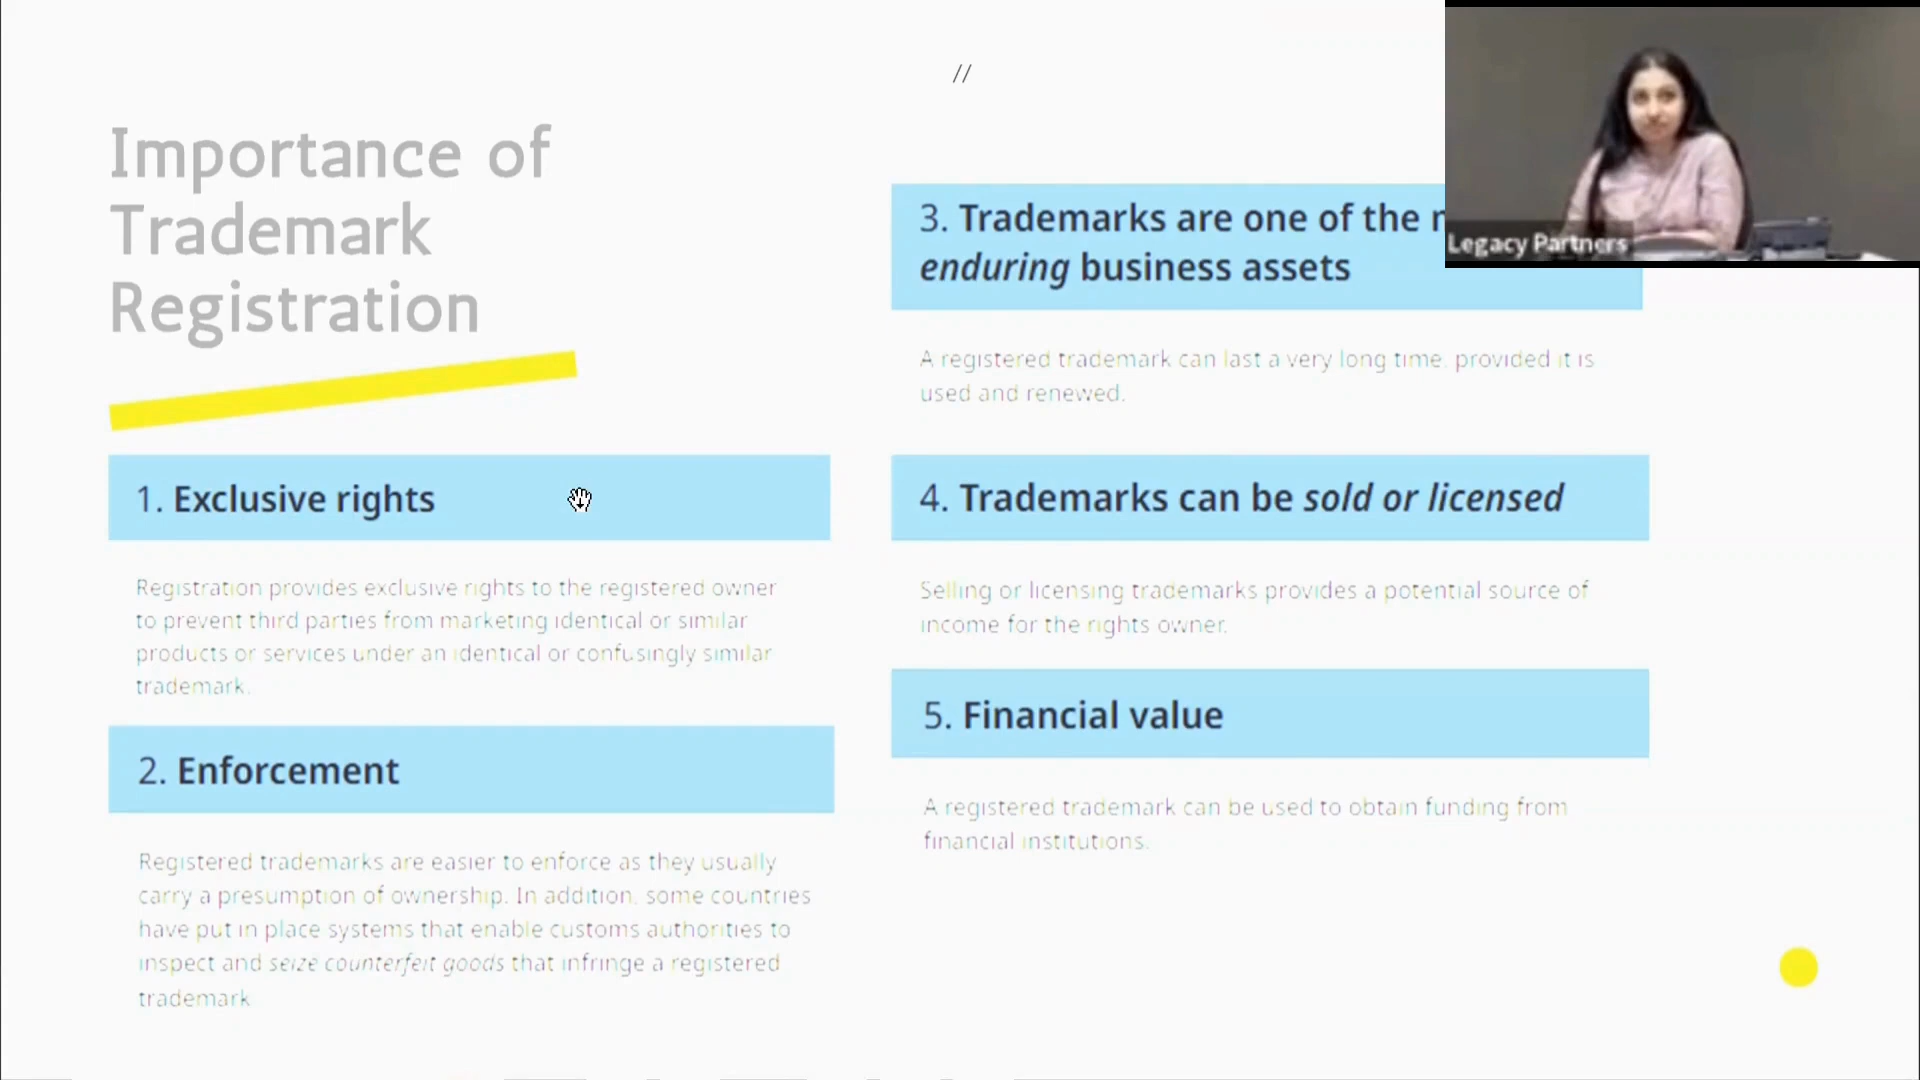 //
Importance of
Trademark
Registration
1. Exclusive rights
Registration provides exclusive rights to the registered owner
to prevent third parties from marketing identical or similar
products or services under an identical or confusingly similar
trademark.
2. Enforcement
Registered trademarks are easier to enforce as they usually
carry a presumption of ownership. In addition, some countries
have put in place systems that enable customs authorities to
inspect and seize counterfeit goods that infringe a registered
trademark
3. Trademarks are one of the
enduring business assets
A registered trademark can last a very long time, provided it is
used and renewed.
4. Trademarks can be sold or licensed
Selling or licensing trademarks provides a potential source of
income for the rights owner.
5. Financial value
A registered trademark can be used to obtain funding from
financial institutions.
Legacy Partners